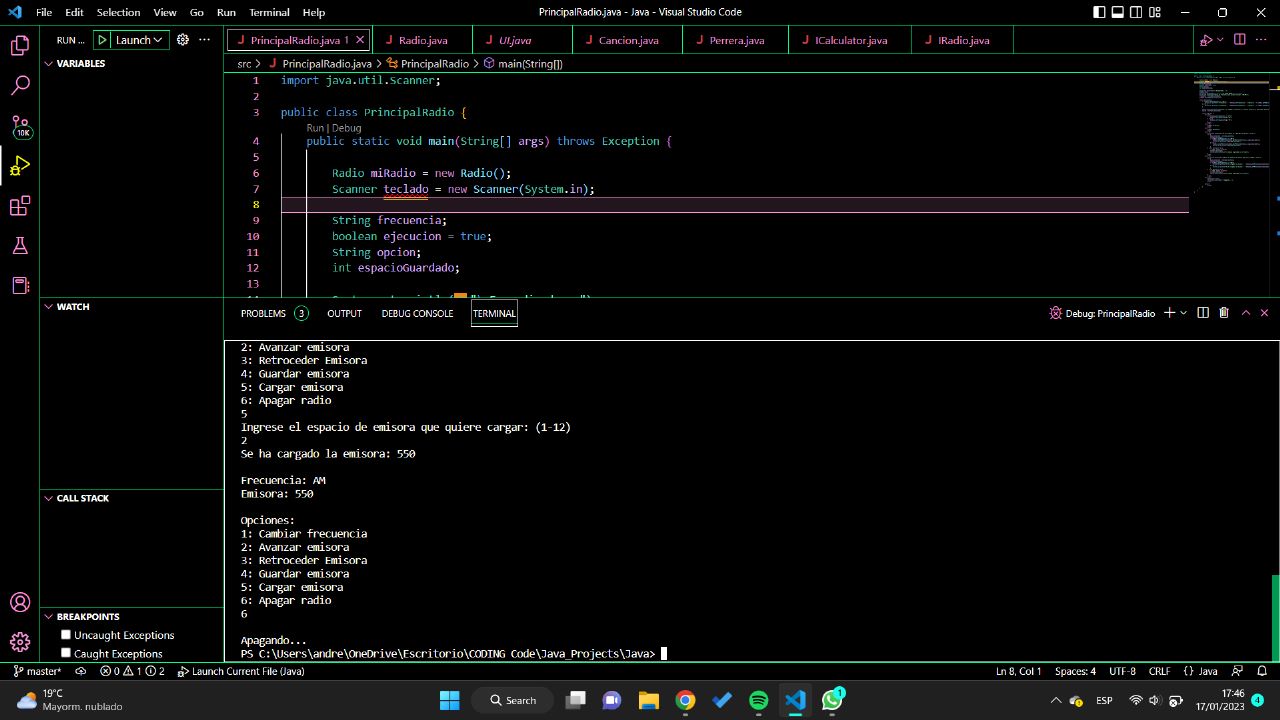 File Edit Selection View Go Run Terminal Help
PrincipalRadio.java - Java - Visual Studio Code
RUN ... Launch
PrincipalRadio.java 1
Radio.java
UI.java
Cancion.java
Perrera.java
ICalculator.java
IRadio.java
VARIABLES
src > PrincipalRadio.java > PrincipalRadio > main(String[])
1 import java.util.Scanner;
2
3 public class PrincipalRadio {
Run | Debug
4 public static void main(String[] args) throws Exception {
5
6 Radio miRadio = new Radio();
7 Scanner teclado = new Scanner(System.in);
8
9 String frecuencia;
10 boolean ejecucion = true;
11 String opcion;
12 int espacioGuardado;
13
10K
WATCH
PROBLEMS 3 OUTPUT DEBUG CONSOLE TERMINAL
Debug: PrincipalRadio
2: Avanzar emisora
3: Retroceder Emisora
4: Guardar emisora
5: Cargar emisora
6: Apagar radio
5
Ingrese el espacio de emisora que quiere cargar: (1-12)
2
Se ha cargado la emisora: 550
Frecuencia: AM
Emisora: 550
Opciones:
1: Cambiar frecuencia
2: Avanzar emisora
3: Retroceder Emisora
4: Guardar emisora
5: Cargar emisora
6: Apagar radio
6
Apagando...
PS C:\Users\andre\OneDrive\Escritorio\CODING Code\Java_Projects\Java>
CALL STACK
BREAKPOINTS
Uncaught Exceptions
Caught Exceptions
master* 0 1 2 Launch Current File (Java)
Ln 8, Col 1 Spaces: 4 UTF-8 CRLF {} Java
19°C
Mayorm. nublado
Search
1
ESP
17:46
17/01/2023
4